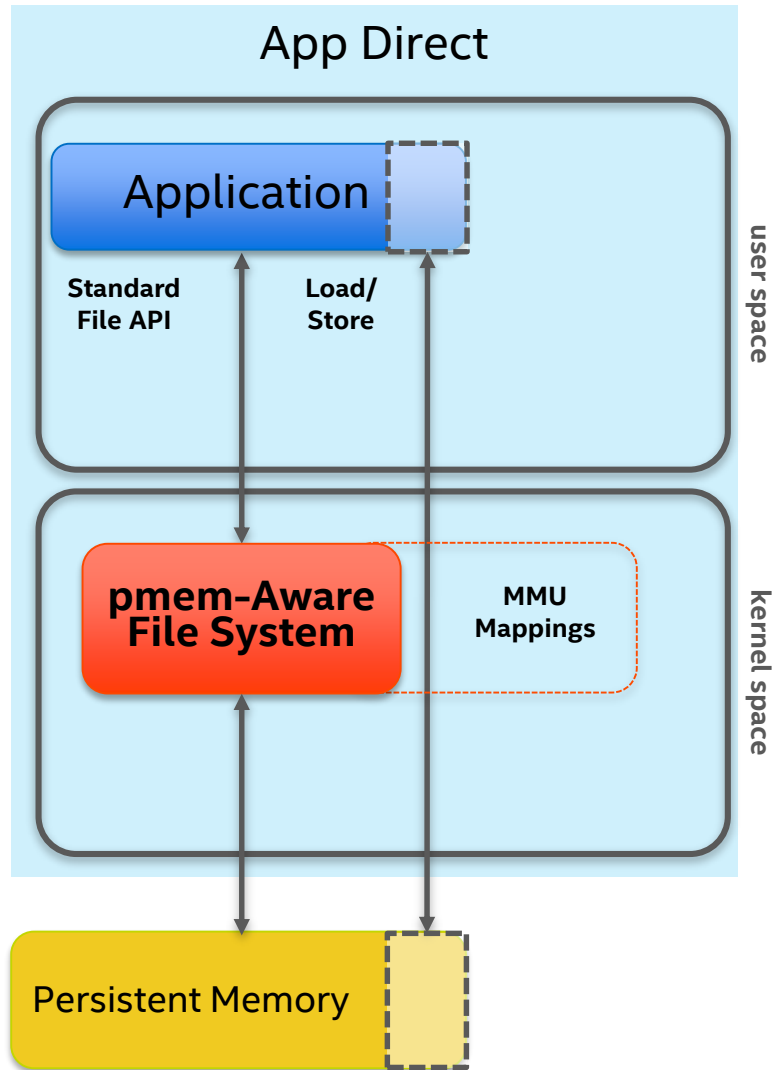 App Direct
Application
Standard
File API
Load/
Store
user space
pmem-Aware
File System
MMU
Mappings
kernel space
Persistent Memory